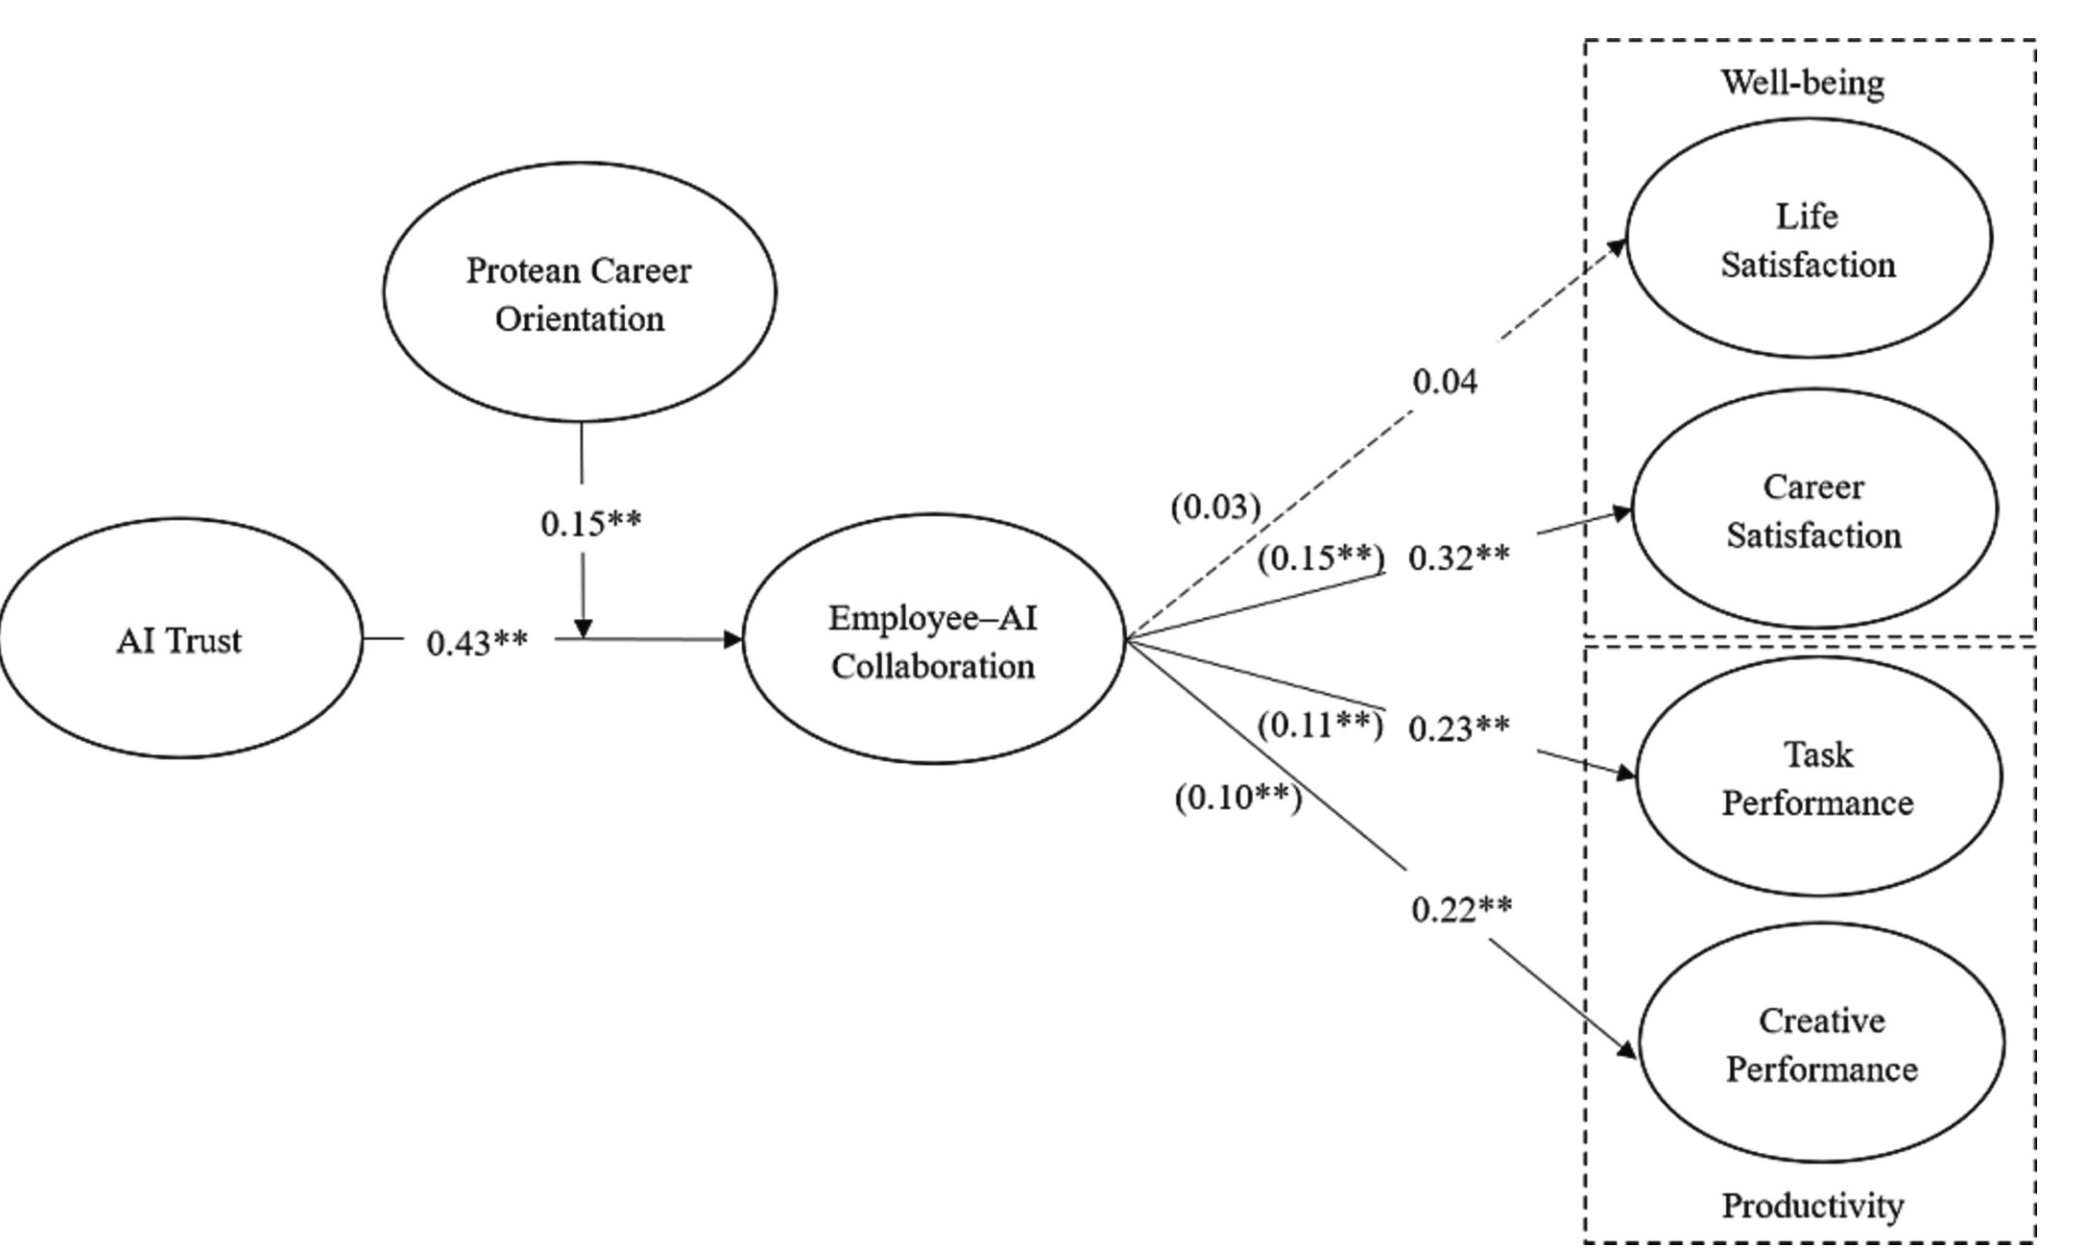 Well-being
Life
Satisfaction
Protean Career
Orientation
0.04
Career
Satisfaction
(0.03)
0.15**
(0.15**) 0.32**
AI Trust
0.43**
Employee–AI
Collaboration
(0.11**) 0.23**
Task
Performance
(0.10**)
0.22**
Creative
Performance
Productivity